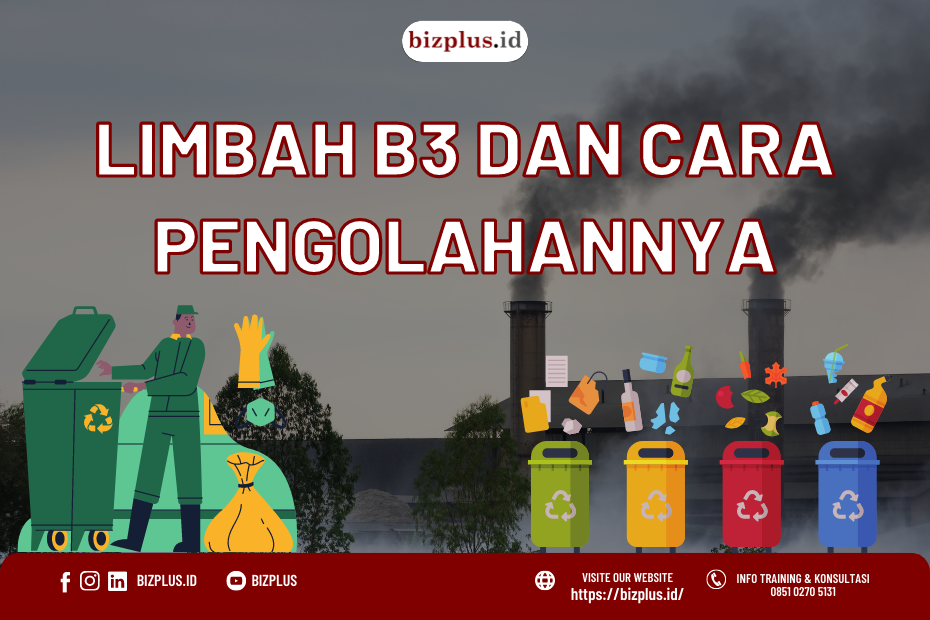 bizplus.id
LIMBAH B3 DAN CARA
PENGOLAHANNYA
BIZPLUS.ID
BIZPLUS
VISITE OUR WEBSITE
https://bizplus.id/
INFO TRAINING & KONSULTASI
0851 0270 5131